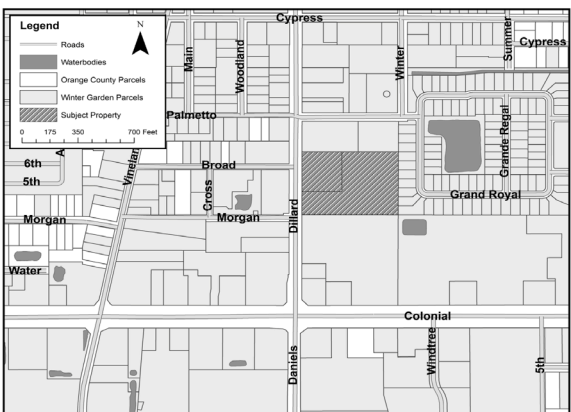 Legend
N
Roads
Waterbodies
Orange County Parcels
Winter Garden Parcels
Subject Property
0 175 350 700 Feet
Cypress
Main
Woodland
Winter
Summer
Cypress
Palmetto
A
Vinelan
6th
5th
Broad
Cross
Grande Regal
Grand Royal
Morgan
Morgan
Dillard
Water
Colonial
Daniels
Windtree
5th